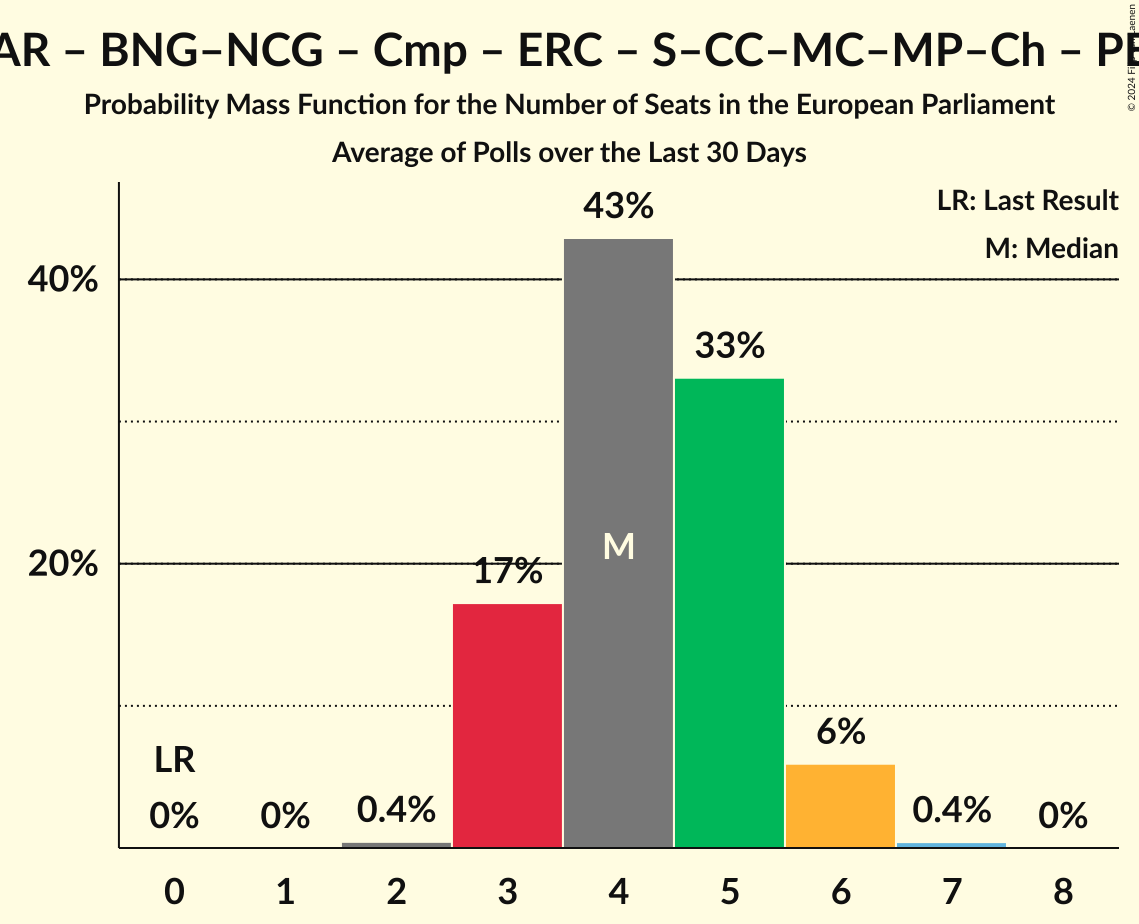 AR – BNG–NCG – Cmp – ERC – S–CC–MC–MP–Ch – PE
Probability Mass Function for the Number of Seats in the European Parliament
Average of Polls over the Last 30 Days
LR: Last Result
M: Median
43%
40%
33%
M
20%
17%
6%
LR
0%
0%
0.4%
0.4%
0%
0 1 2 3 4 5 6 7 8
© 2024